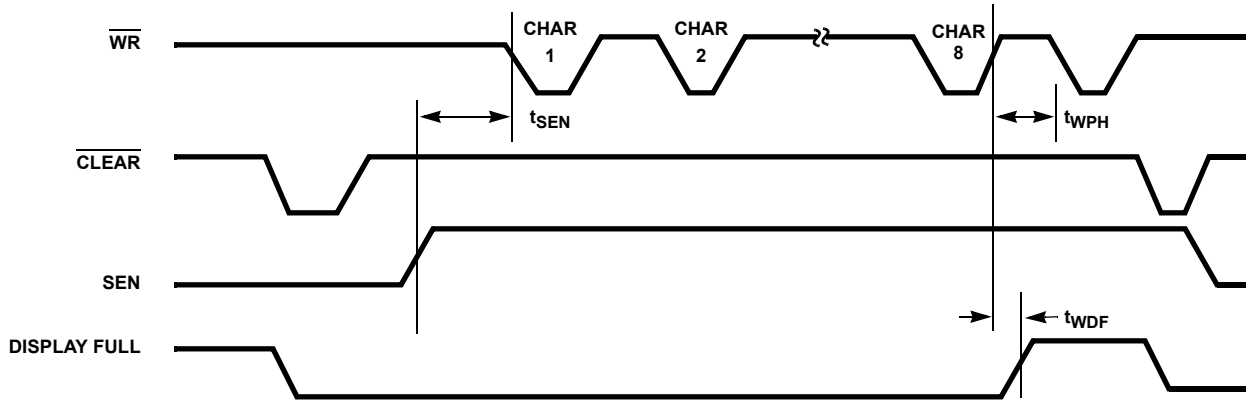 WR
CHAR
1
CHAR
2
CHAR
8
tSEN
tWPH
CLEAR
SEN
tWDF
DISPLAY FULL